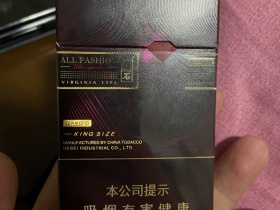 ALL FASHION
VIRGINIA TYPE
DIAMOND
KING SIZE
MANUFACTURED BY CHINA TOBACCO
HEBEI INDUSTRIAL CO., LTD
本公司提示
吸烟有害健康